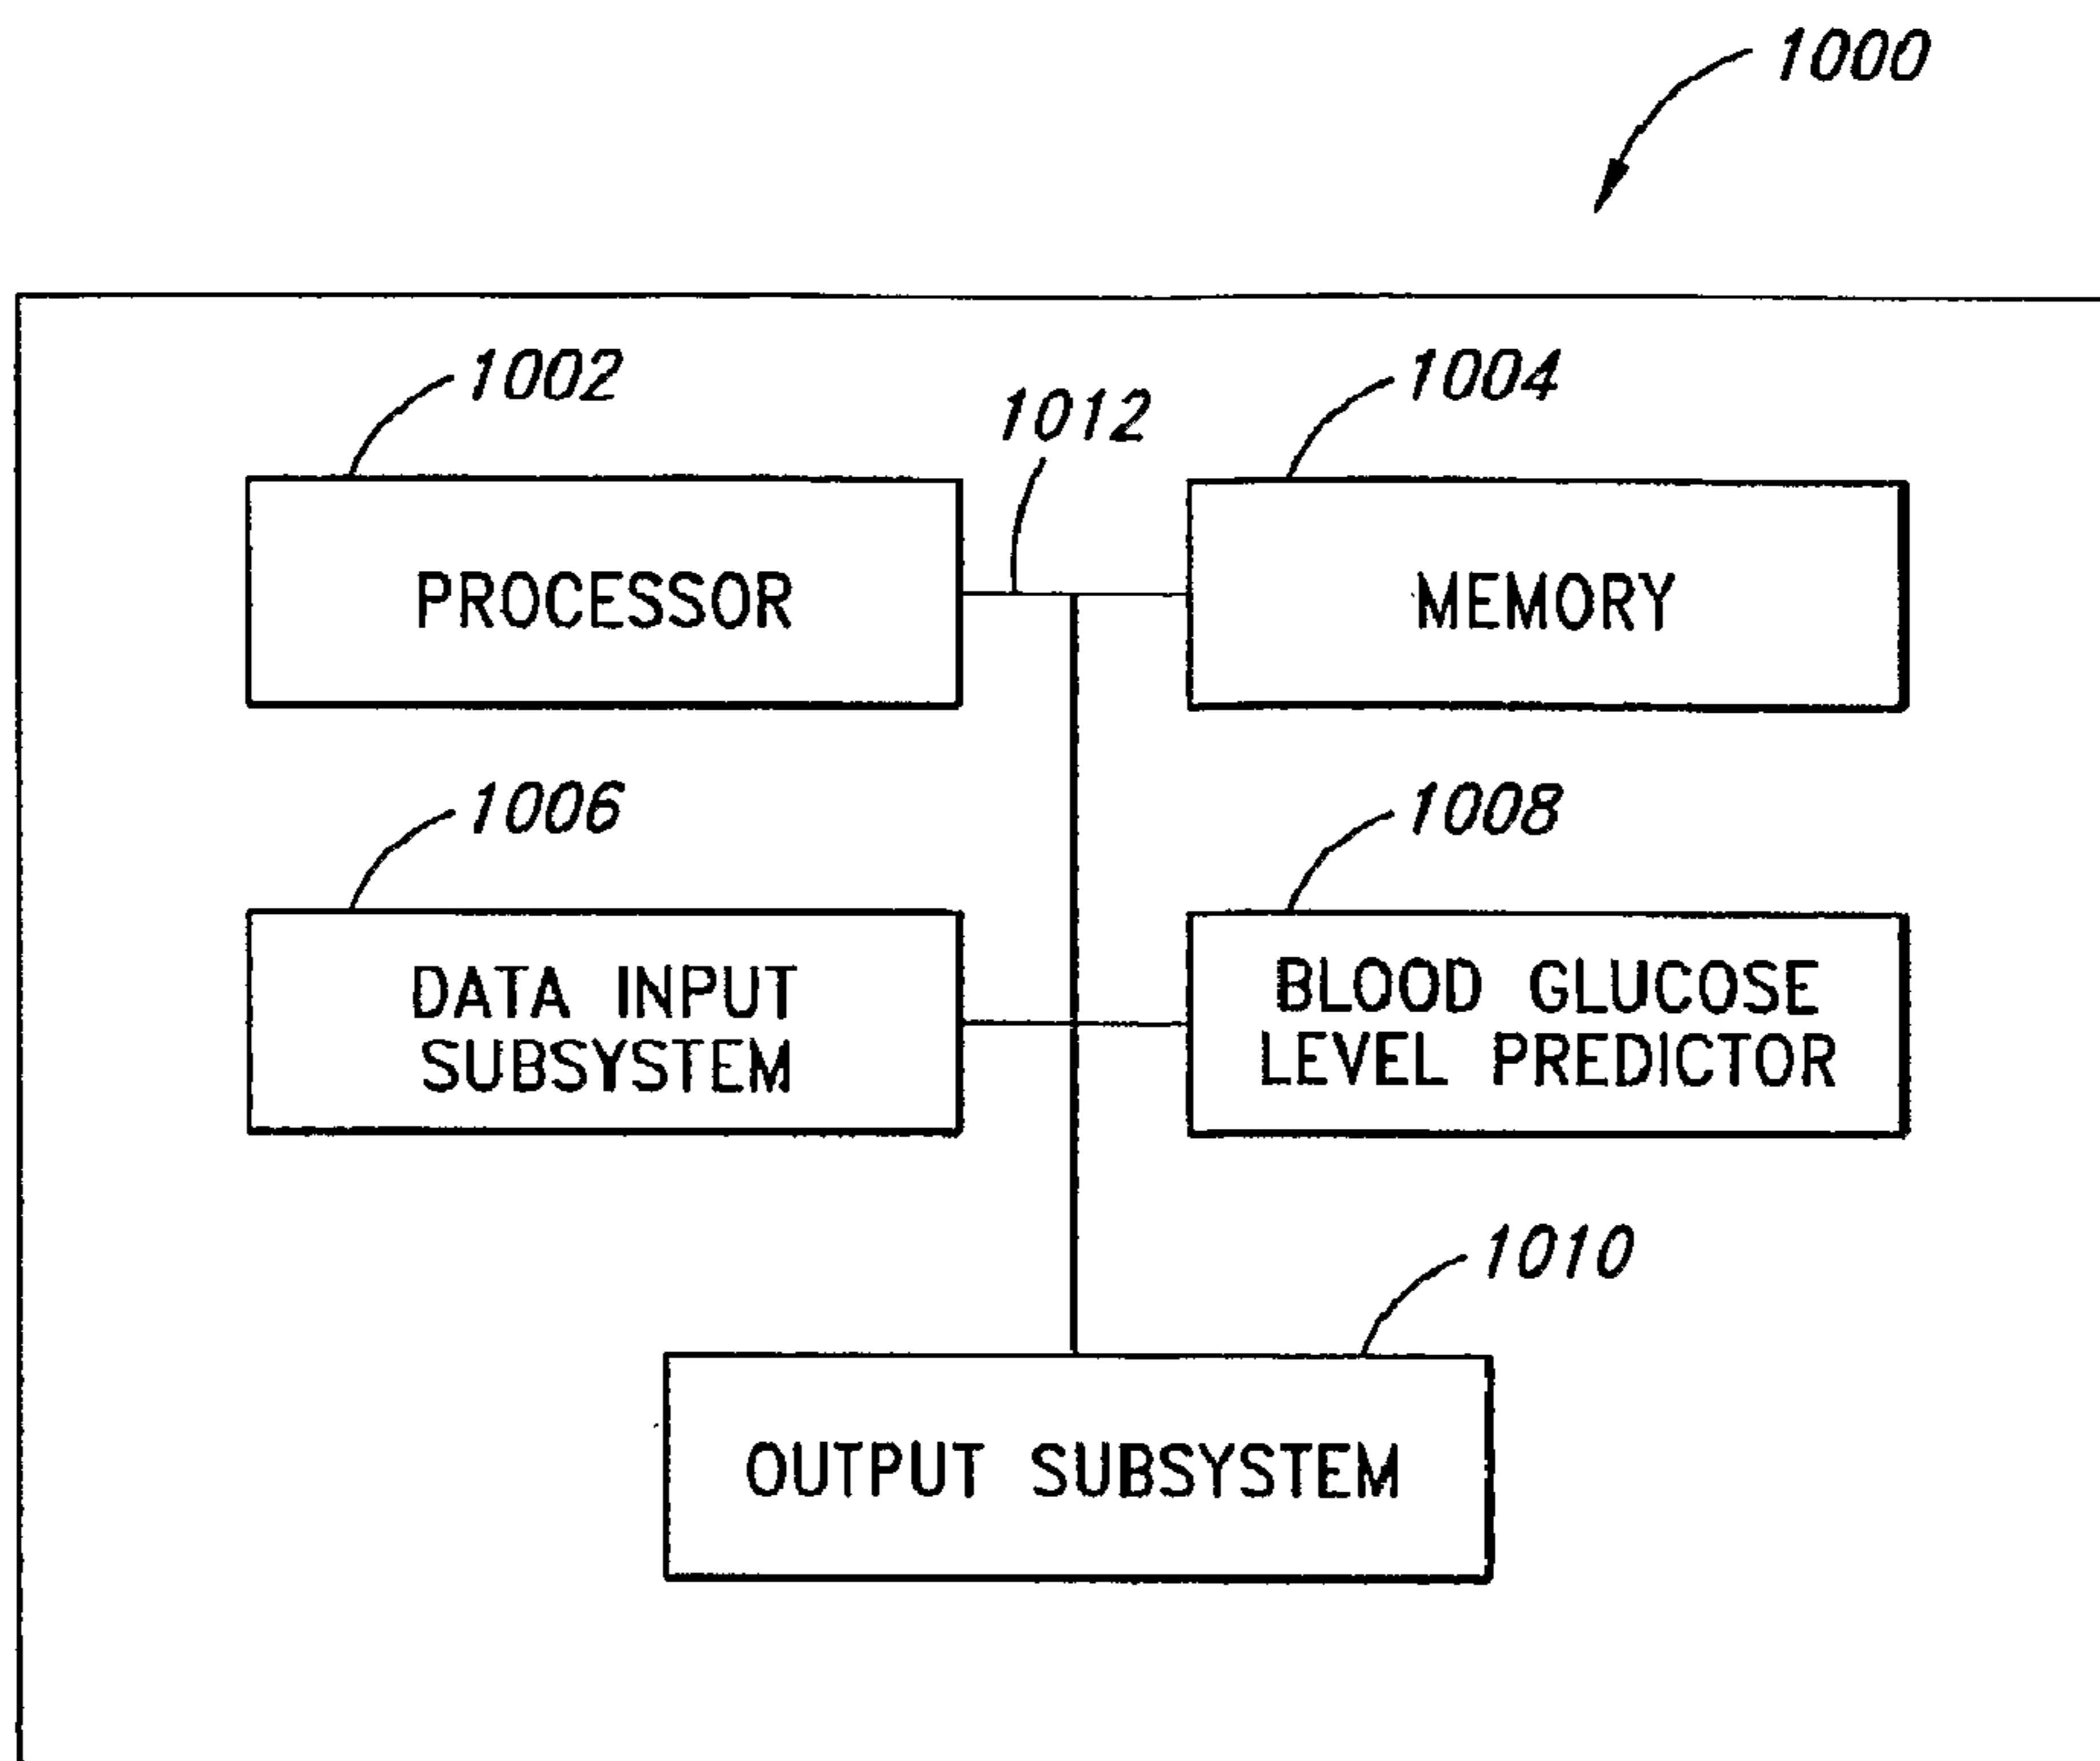 1000
1002
1012
1004
PROCESSOR
MEMORY
1006
1008
DATA INPUT
SUBSYSTEM
BLOOD GLUCOSE
LEVEL PREDICTOR
1010
OUTPUT SUBSYSTEM